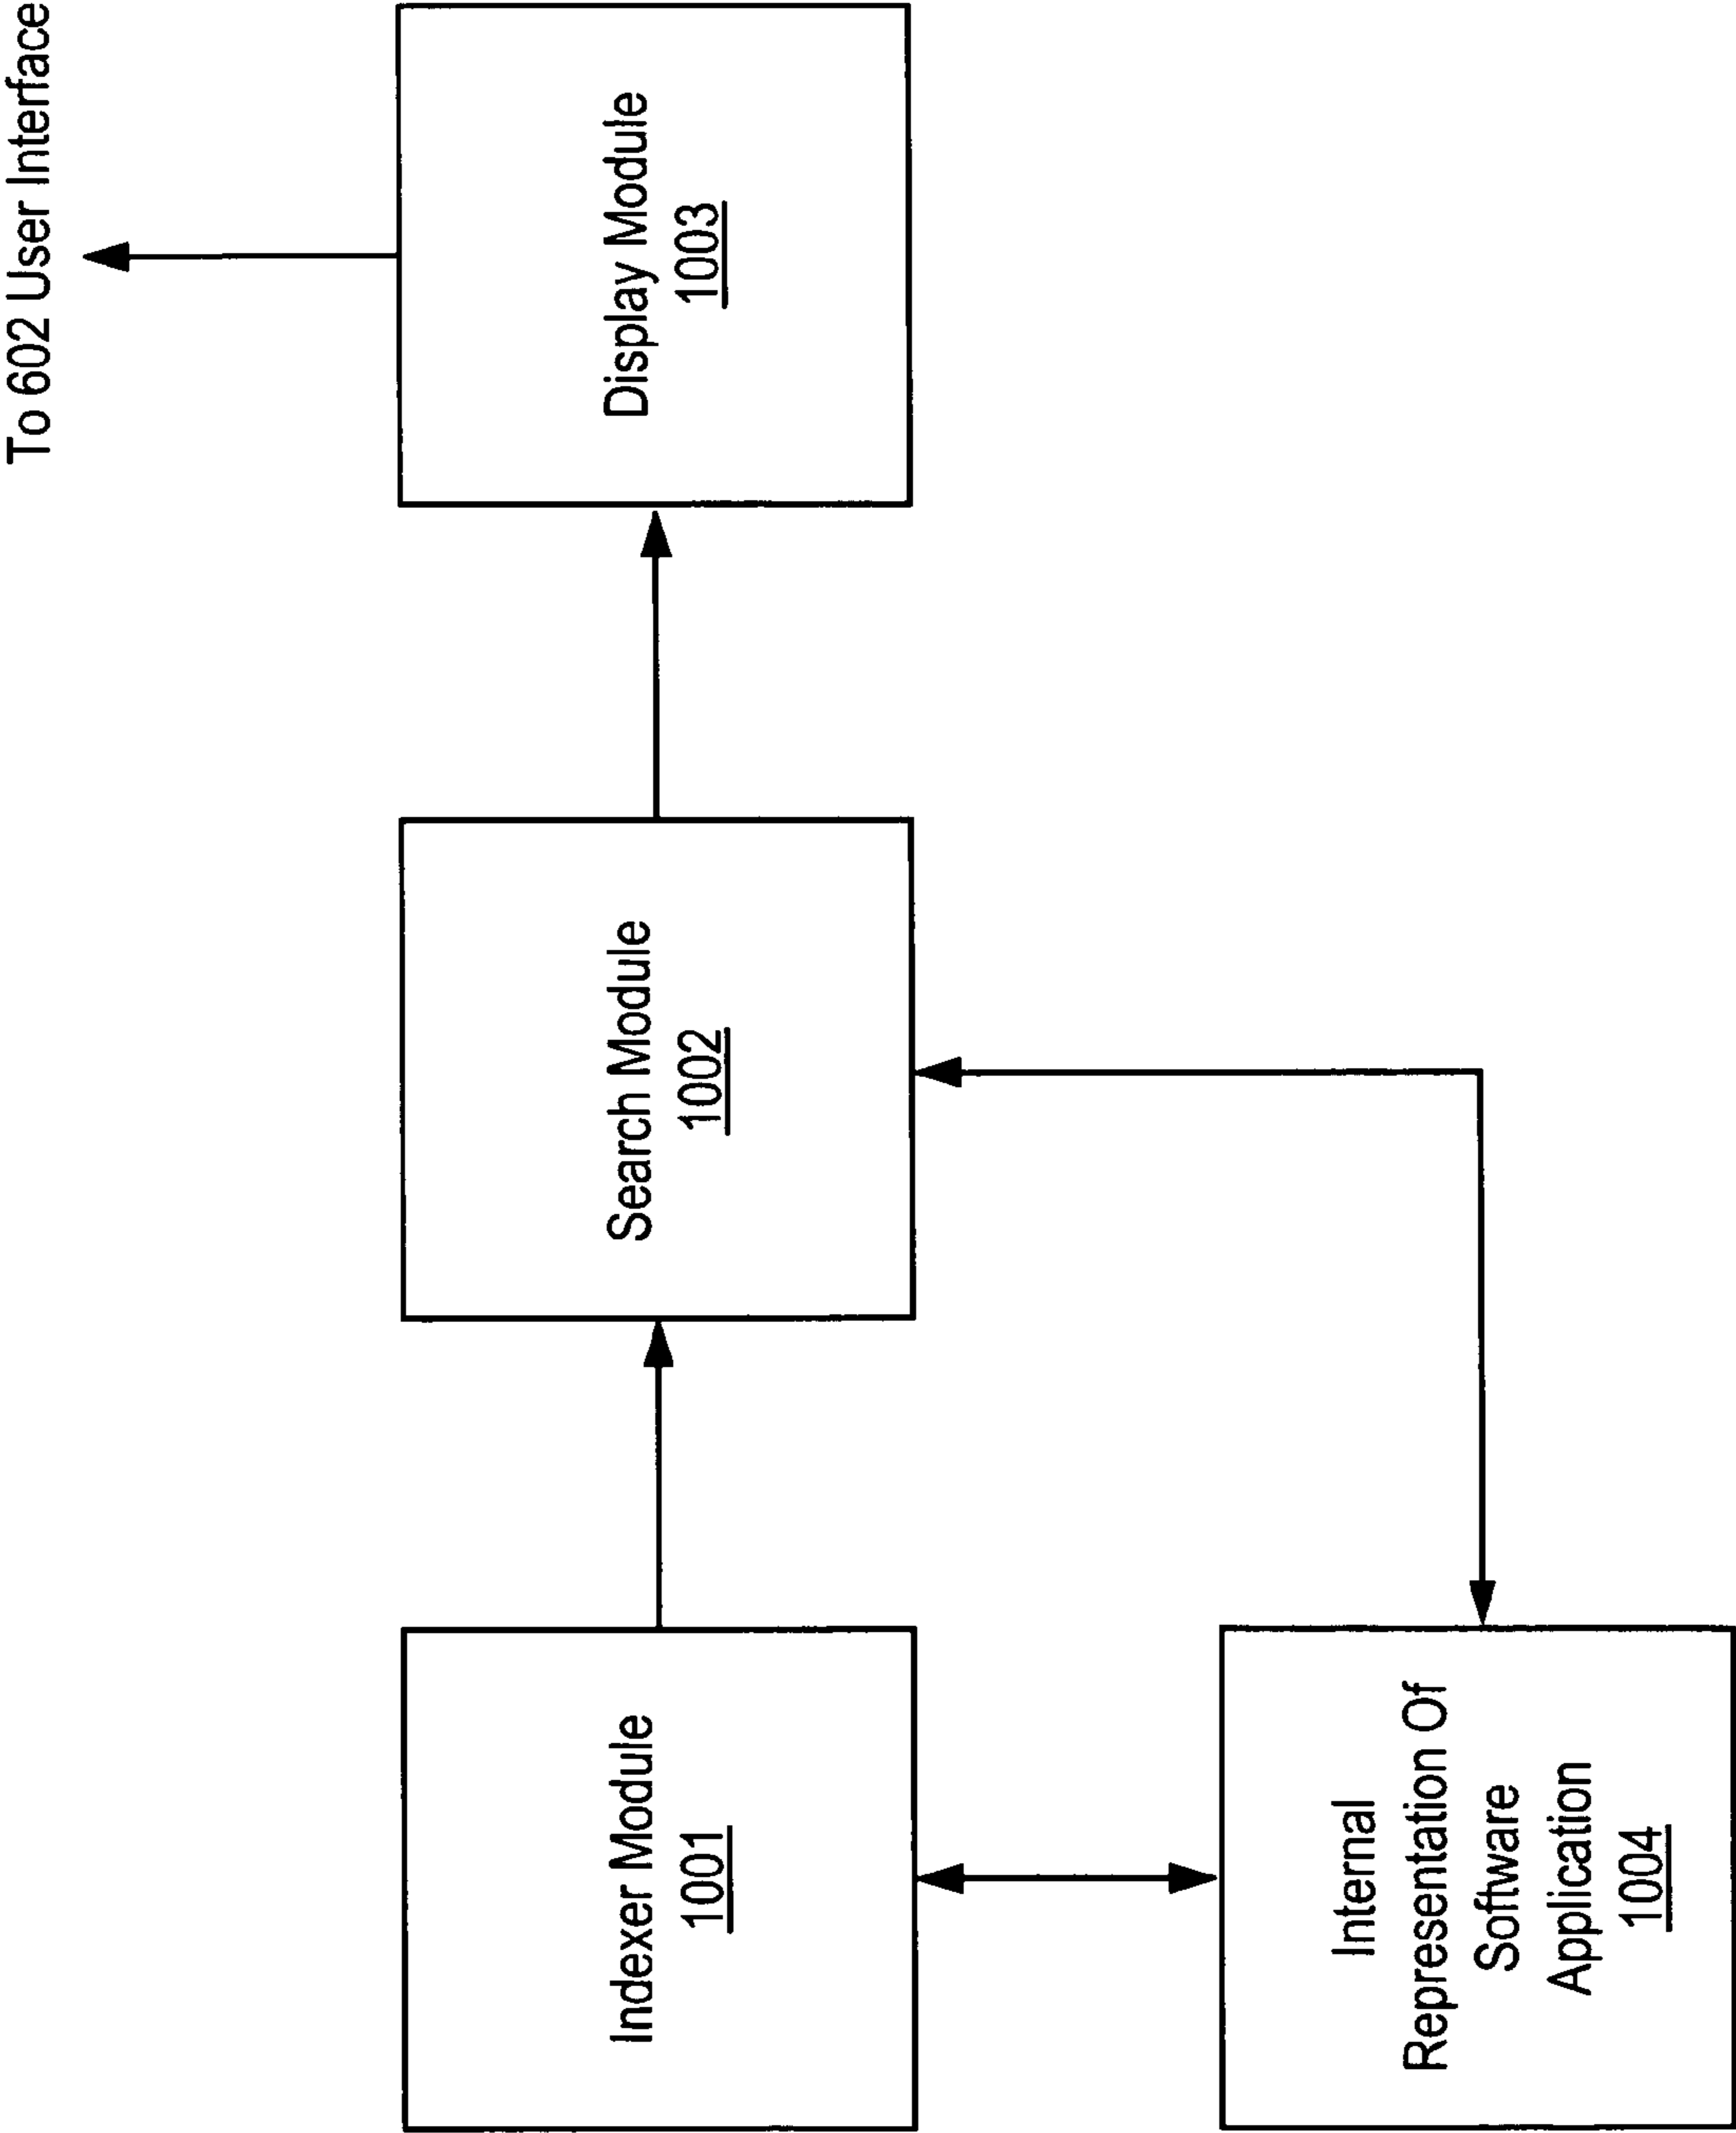 To 602 User Interface
Indexer Module
1001
Search Module
1002
Display Module
1003
Internal
Representation Of
Software
Application
1004